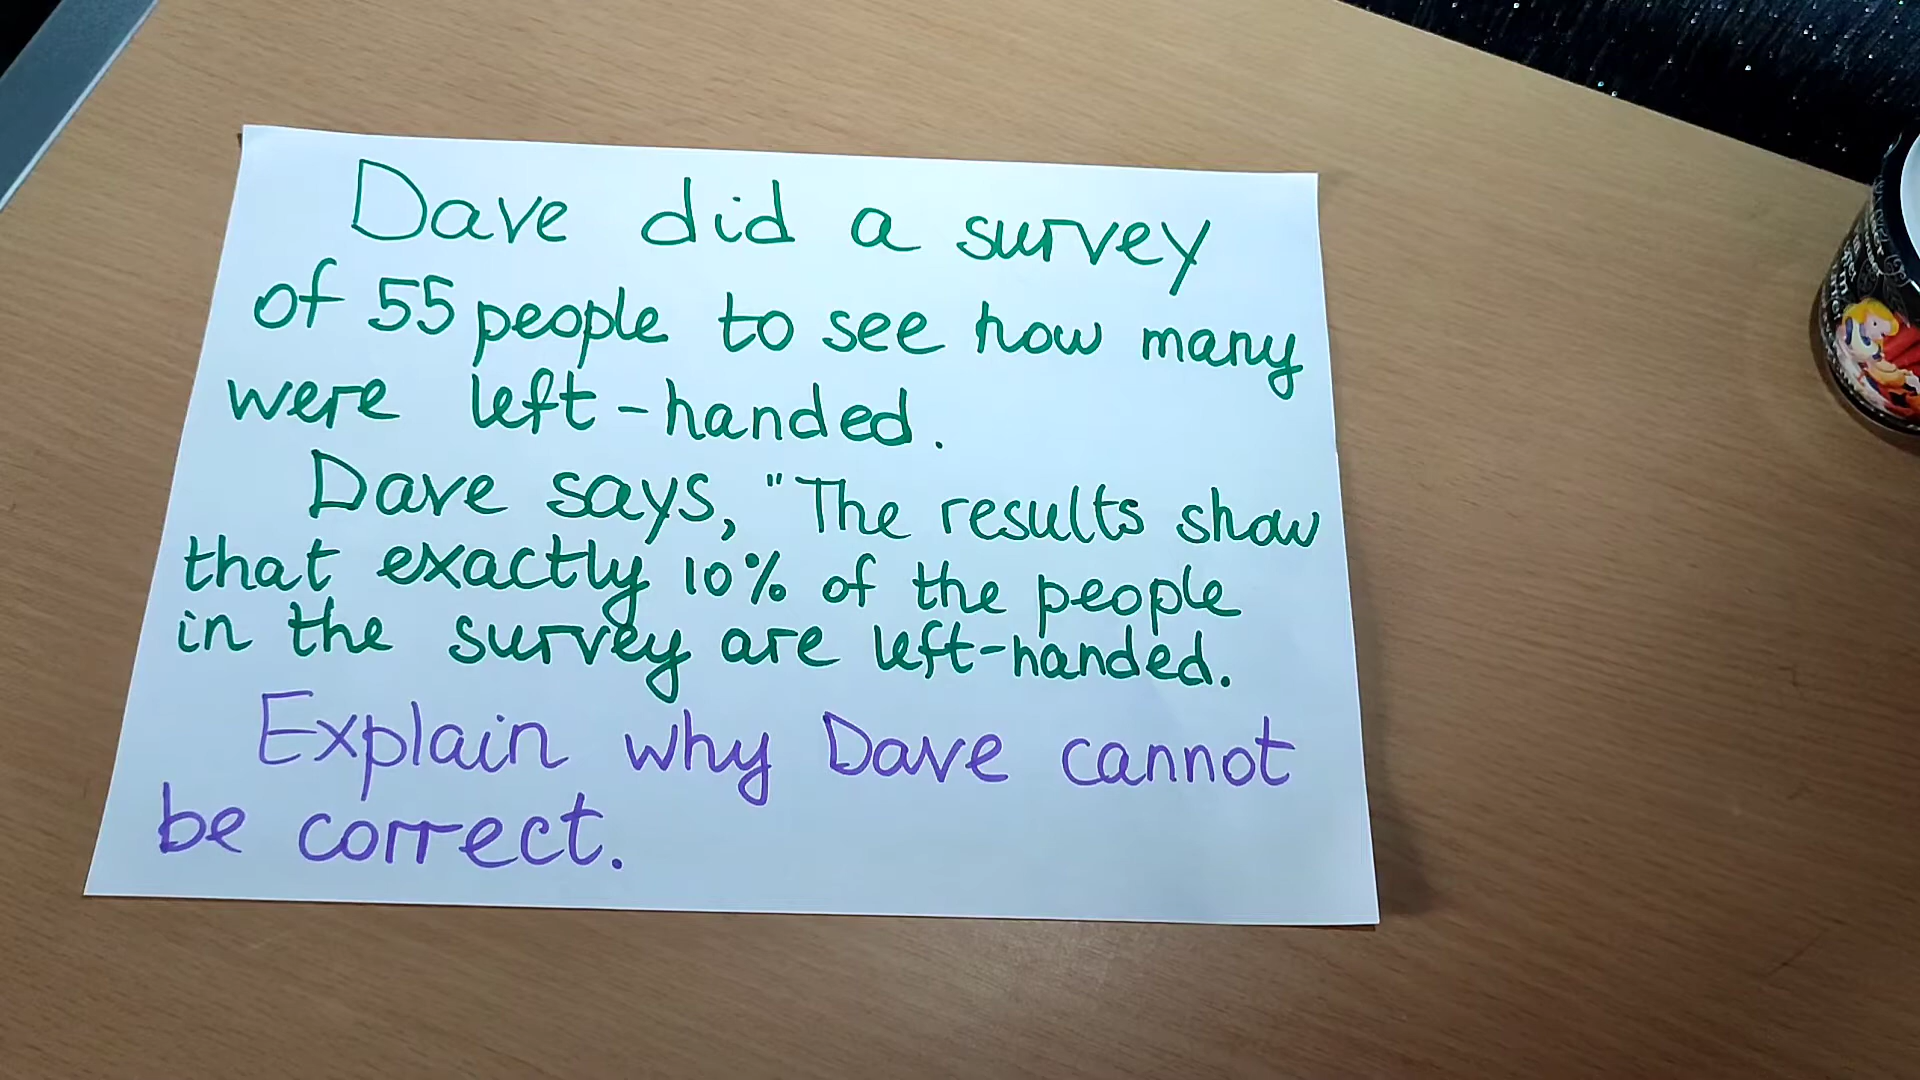 Dave did a survey
of 55 people to see how many
were left-handed.
Dave says, "The results show
that exactly 10% of the people
in the survey are left-handed.
Explain why Dave cannot
be correct.